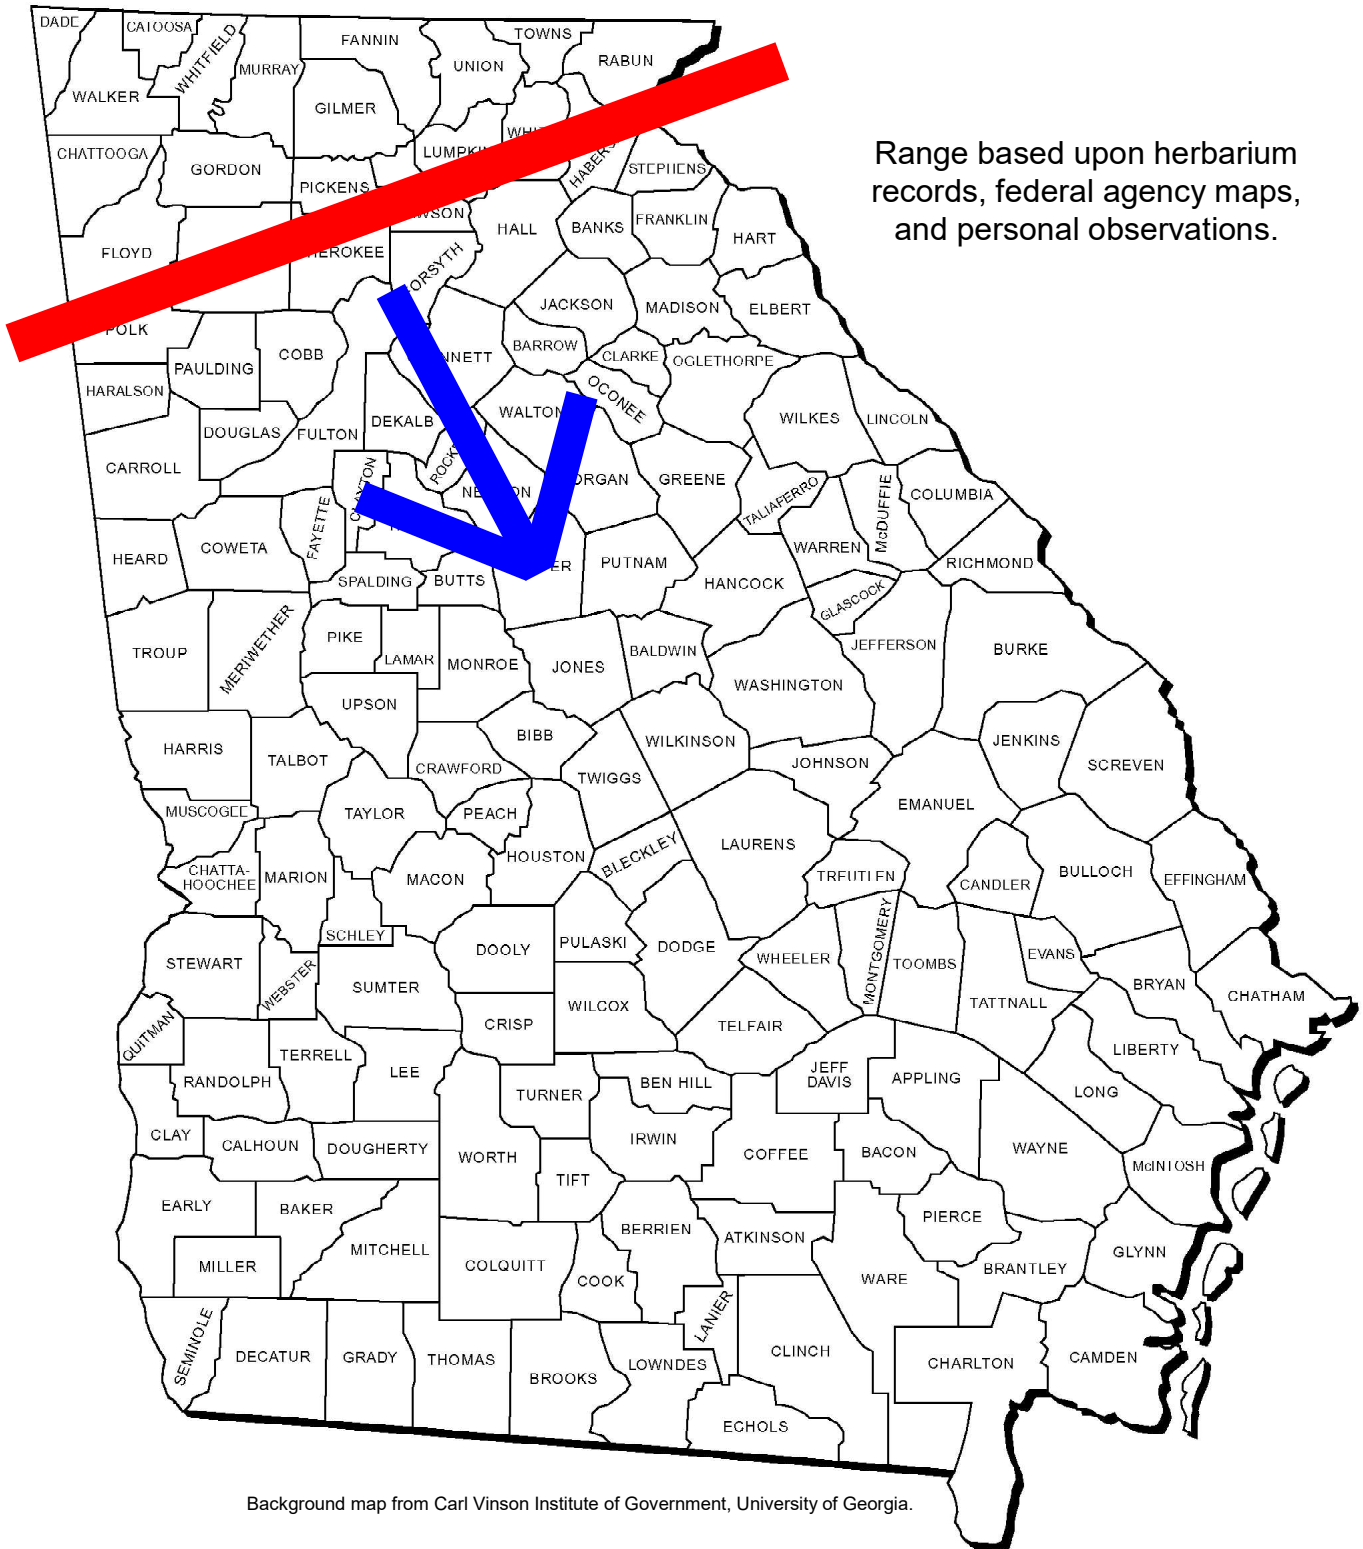 DADE
CATOOSA
WHITFIELD
MURRAY
FANNIN
UNION
TOWNS
RABUN
WALKER
GILMER
LUMPKIN
CHATTOOGA
GORDON
PICKENS
STEPHENS
HALL
BANKS
FRANKLIN
HART
FLOYD
Range based upon herbarium
records, federal agency maps,
and personal observations.
JACKSON
MADISON
ELBERT
POLK
PAULDING
COBB
BARROW
CLARKE
OGLETHORPE
HARALSON
OCONEE
WALTON
DOUGLAS
FULTON
DEKALB
WILKES
LINCOLN
CARROLL
GREENE
TALIAFERRO
McDUFFIE
COLUMBIA
HEARD
COWETA
FAYETTE
SPALDING
BUTTS
PUTNAM
HANCOCK
WARREN
RICHMOND
GLASCOCK
TROUP
MERIWETHER
PIKE
LAMAR
MONROE
JONES
BALDWIN
JEFFERSON
BURKE
WASHINGTON
UPSON
HARRIS
TALBOT
CRAWFORD
BIBB
WILKINSON
TWIGGS
JOHNSON
JENKINS
SCREVEN
MUSCOGEE
TAYLOR
PEACH
EMANUEL
CHATTA-
HOOCHEE
MARION
MACON
HOUSTON
BLECKLEY
LAURENS
TREUTLEN
CANDLER
BULLOCH
EFFINGHAM
SCHLEY
DOOLY
PULASKI
DODGE
WHEELER
MONTGOMERY
TOOMBS
EVANS
STEWART
WEBSTER
SUMTER
TATTNALL
BRYAN
CHATHAM
QUITMAN
CRISP
WILCOX
TELFAIR
LIBERTY
RANDOLPH
TERRELL
LEE
TURNER
BEN HILL
JEFF
DAVIS
APPLING
LONG
CLAY
CALHOUN
DOUGHERTY
WORTH
TIFT
IRWIN
COFFEE
BACON
WAYNE
McINTOSH
EARLY
BAKER
MITCHELL
BERRIEN
ATKINSON
PIERCE
MILLER
COLQUITT
COOK
WARE
BRANTLEY
GLYNN
SEMINOLE
DECATUR
GRADY
THOMAS
BROOKS
LOWNDES
LANIER
CLINCH
CHARLTON
CAMDEN
ECHOLS
Background map from Carl Vinson Institute of Government, University of Georgia.